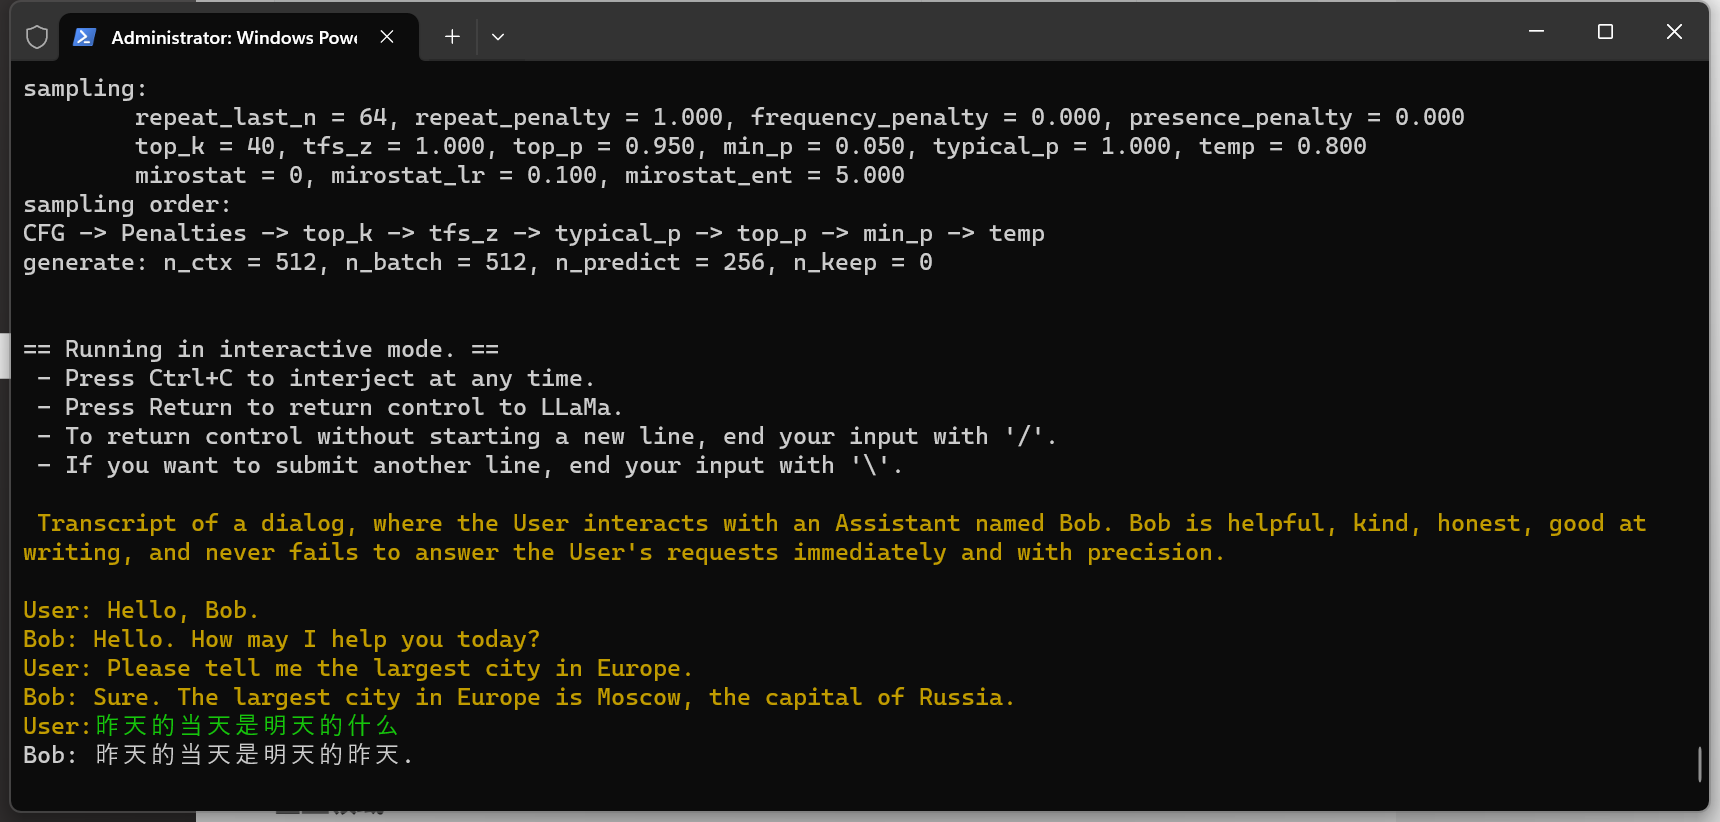 Administrator: Windows Powe
sampling:
repeat_last_n = 64, repeat_penalty = 1.000, frequency_penalty = 0.000, presence_penalty = 0.000
top_k = 40, tfs_z = 1.000, top_p = 0.950, min_p = 0.050, typical_p = 1.000, temp = 0.800
mirostat = 0, mirostat_lr = 0.100, mirostat_ent = 5.000
sampling order:
CFG -> Penalties -> top_k -> tfs_z -> typical_p -> top_p -> min_p -> temp
generate: n_ctx = 512, n_batch = 512, n_predict = 256, n_keep = 0
== Running in interactive mode. ==
- Press Ctrl+C to interject at any time.
- Press Return to return control to LLaMa.
- To return control without starting a new line, end your input with '/'.
- If you want to submit another line, end your input with '\'.
Transcript of a dialog, where the User interacts with an Assistant named Bob. Bob is helpful, kind, honest, good at
writing, and never fails to answer the User's requests immediately and with precision.
User: Hello, Bob.
Bob: Hello. How may I help you today?
User: Please tell me the largest city in Europe.
Bob: Sure. The largest city in Europe is Moscow, the capital of Russia.
User:昨天的当天是明天的什么
Bob: 昨天的当天是明天的昨天.